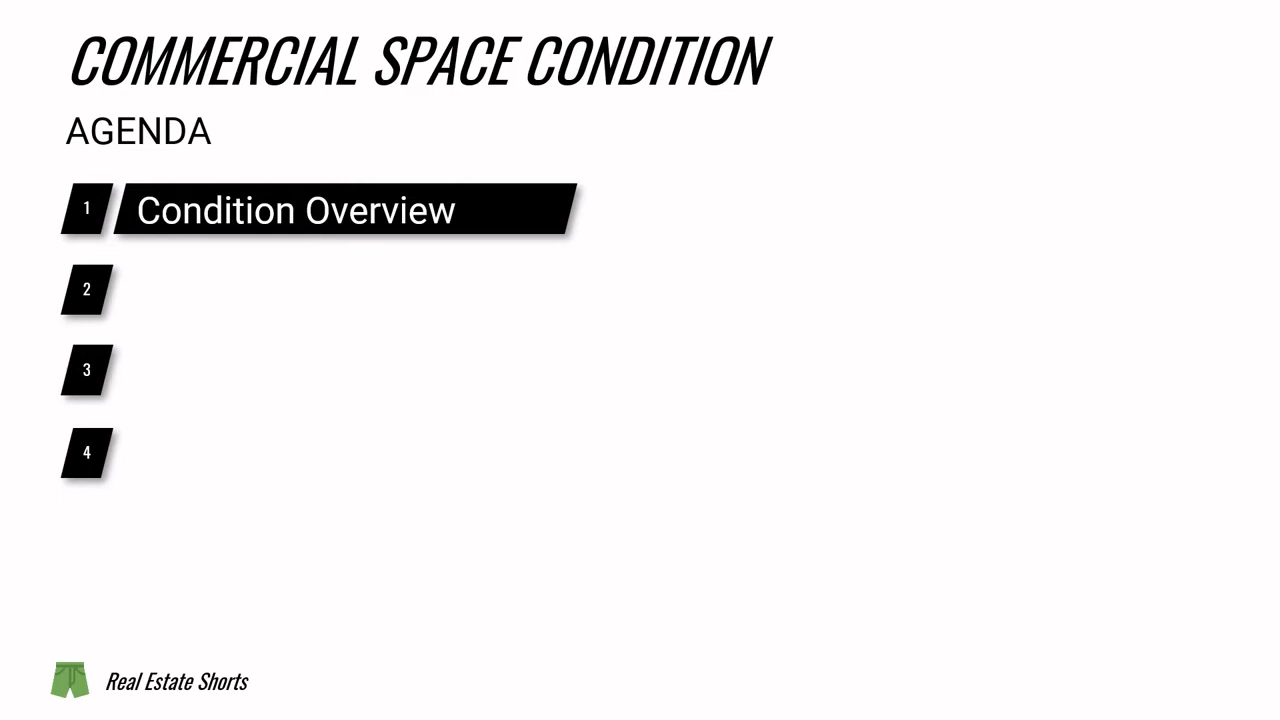 COMMERCIAL SPACE CONDITION
AGENDA
1 Condition Overview
2
3
4
Real Estate Shorts